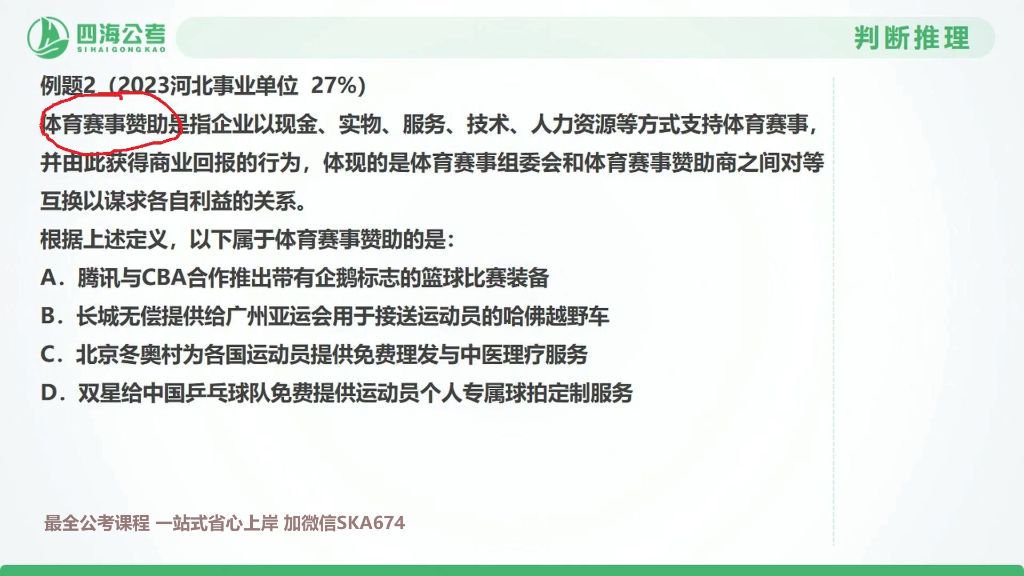 四海公考
SIHAIGONGKAO
判断推理
例题2（2023河北事业单位 27%）
体育赛事赞助是指企业以现金、实物、服务、技术、人力资源等方式支持体育赛事，
并由此获得商业回报的行为，体现的是体育赛事组委会和体育赛事赞助商之间对等
互换以谋求各自利益的关系。
根据上述定义，以下属于体育赛事赞助的是：
A．腾讯与CBA合作推出带有企鹅标志的篮球比赛装备
B．长城无偿提供给广州亚运会用于接送运动员的哈佛越野车
C．北京冬奥村为各国运动员提供免费理发与中医理疗服务
D．双星给中国乒乓球队免费提供运动员个人专属球拍定制服务
最全公考课程 一站式省心上岸 加微信SKA674